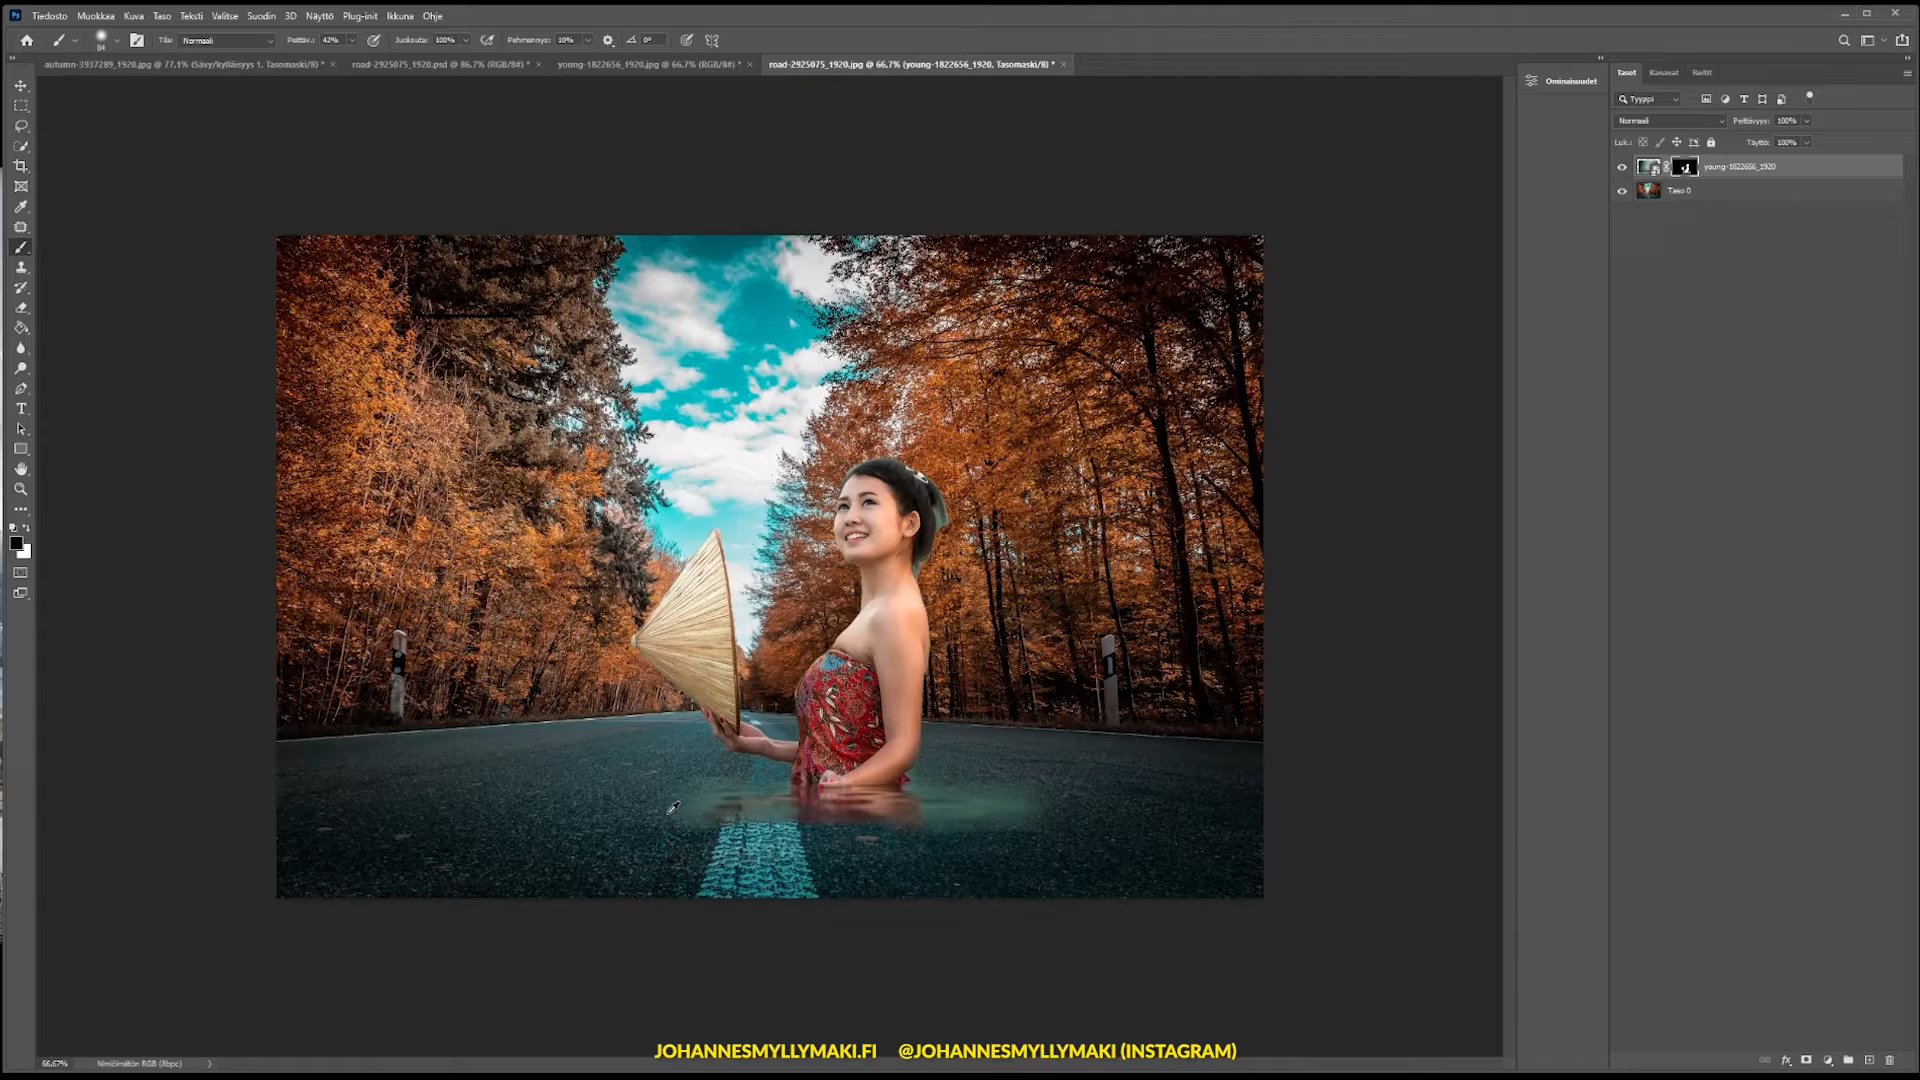 Ps Tiedosto Muokkaa Kuva Taso Teksti Valitse Suodin 3D Näyttö Plug-init Ikkuna Ohje
84 Tila: Normaali Peittäv.: 42% Juoksuta: 100% Pehmennys: 10% 0°
autumn-3937289_1920.jpg @ 77,1% (Sävy/kylläisyys 1, Tasomaski/8) * × road-2925075_1920.psd @ 86,7% (RGB/8#) * × young-1822656_1920.jpg @ 66,7% (RGB/8#) * × road-2925075_1920.jpg @ 66,7% (young-1822656_1920, Tasomaski/8) * ×
Ominaisuudet
Tasot Kanavat Reitit
Tyyppi
Normaali Peittävyys: 100%
Luk.: Täyttö: 100%
young-1822656_1920
Taso 0
JOHANNESMYLLYMAKI.FI @JOHANNESMYLLYMAKI (INSTAGRAM)
66,67% Nimiöimätön RGB (8bpc)